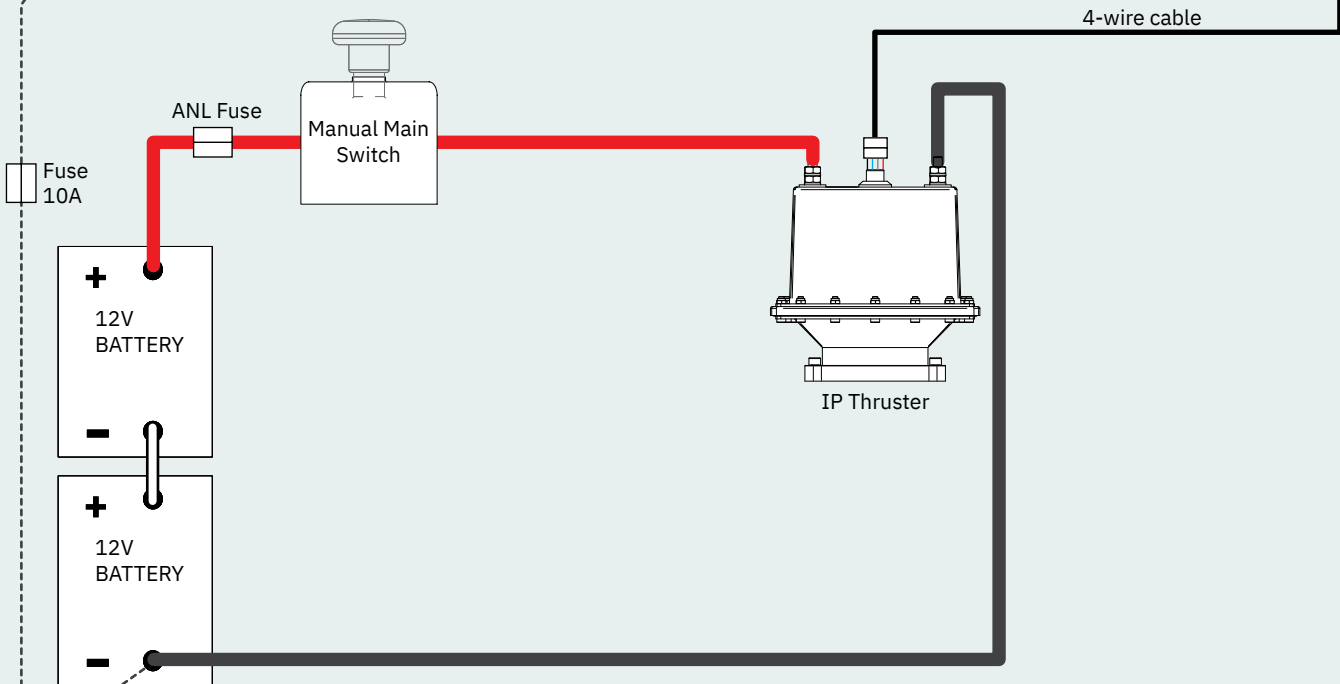 4-wire cable
ANL Fuse
Manual Main
Switch
Fuse
10A
+
12V
BATTERY
-
IP Thruster
+
12V
BATTERY
-